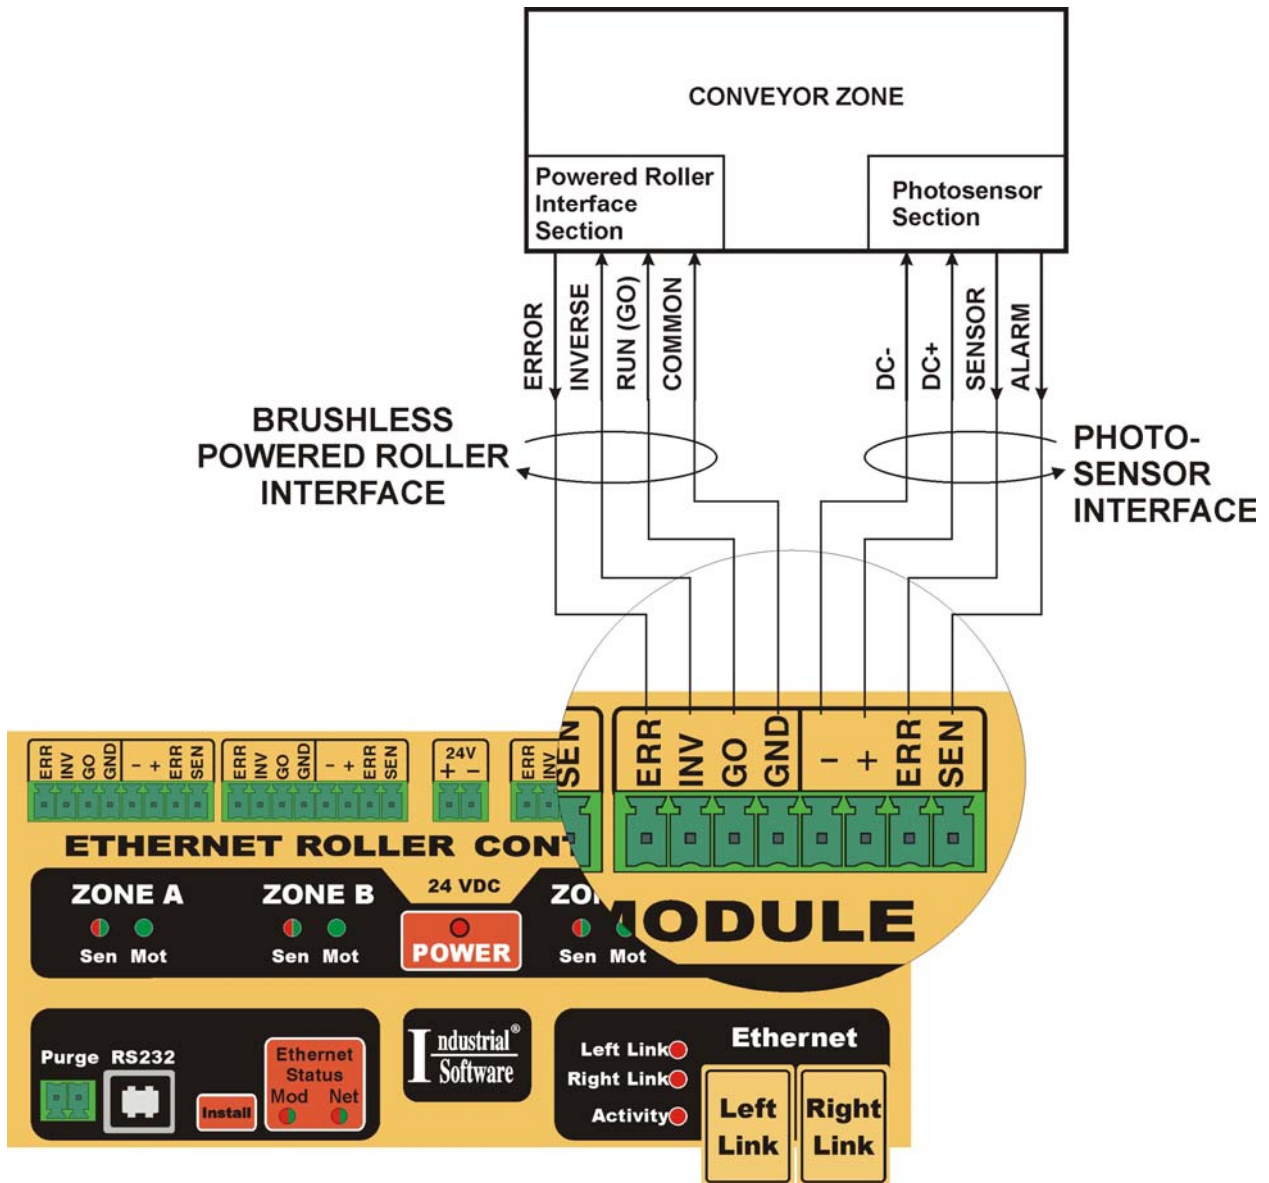 CONVEYOR ZONE
Powered Roller
Interface
Section
Photosensor
Section
ERROR
INVERSE
RUN (GO)
COMMON
DC-
DC+
SENSOR
ALARM
BRUSHLESS
POWERED ROLLER
INTERFACE
PHOTO-
SENSOR
INTERFACE
ERR INV GO GND - + ERR SEN
ERR INV GO GND - + ERR SEN
24V
+ -
ERR INV
SEN
ERR INV GO GND - + ERR SEN
ETHERNET ROLLER CONT
MODULE
ZONE A
Sen Mot
ZONE B
Sen Mot
24 VDC
POWER
ZO
Sen Mot
Purge RS232
Install
Ethernet
Status
Mod Net
Industrial®
Software
Ethernet
Left Link
Right Link
Activity
Left
Link
Right
Link